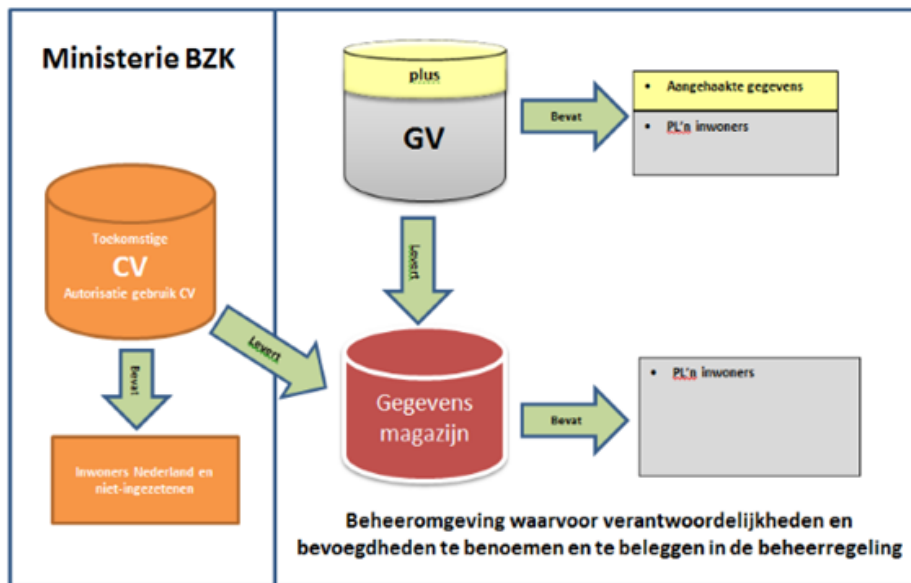 Ministerie BZK
Toekomstige
CV
Autorisatie gebruik CV
Bevat
Inwoners Nederland en
niet-ingezetenen
Levert
plus
GV
Bevat
• Aangehaakte gegevens
• PL'n inwoners
Levert
Gegevens
magazijn
Bevat
• PL'n inwoners
Beheeromgeving waarvoor verantwoordelijkheden en
bevoegdheden te benoemen en te beleggen in de beheerregeling